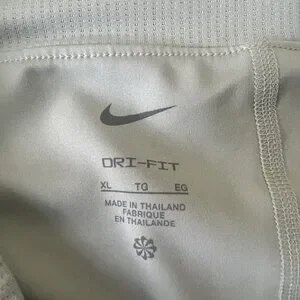 DRI-FIT
XL TG EG
MADE IN THAILAND
FABRIQUE
EN THAILANDE